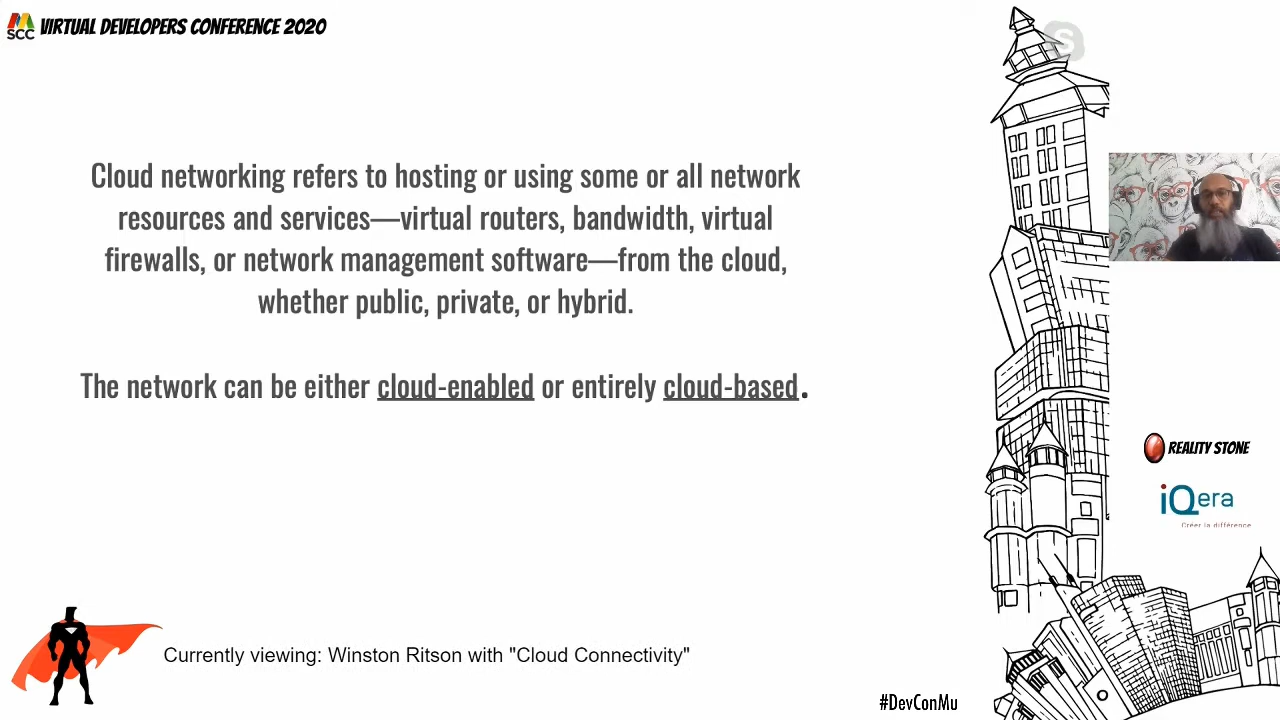 SCC VIRTUAL DEVELOPERS CONFERENCE 2020
S
Cloud networking refers to hosting or using some or all network
resources and services—virtual routers, bandwidth, virtual
firewalls, or network management software—from the cloud,
whether public, private, or hybrid.
The network can be either cloud-enabled or entirely cloud-based.
REALITY STONE
iQera
Créer la différence
Currently viewing: Winston Ritson with "Cloud Connectivity"
#DevConMu